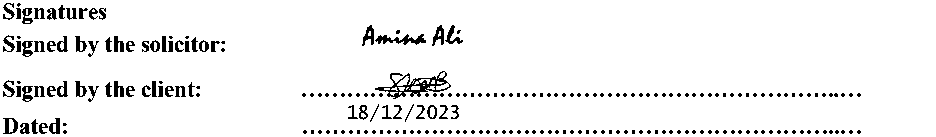 Signatures
Signed by the solicitor: Amina Ali
Signed by the client: ..........................................................................
18/12/2023
Dated: ..........................................................................